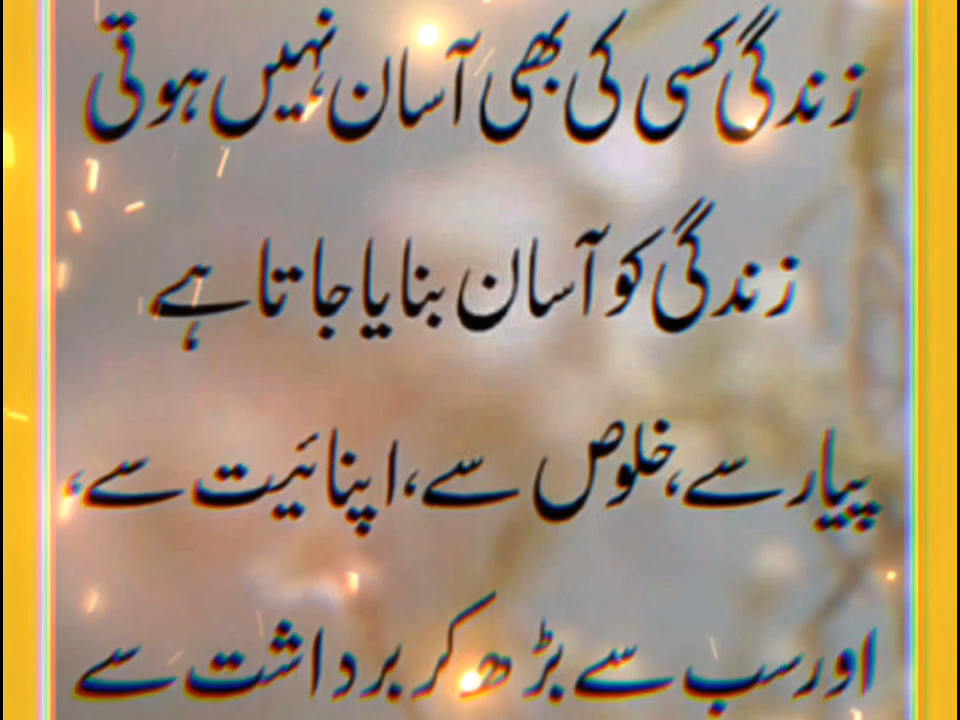 زندگی کسی کی بھی آسان نہیں ہوتی
زندگی کو آسان بنایا جاتا ہے
پیار سے، خلوص سے، اپنائیت سے،
اور سب سے بڑھ کر برداشت سے